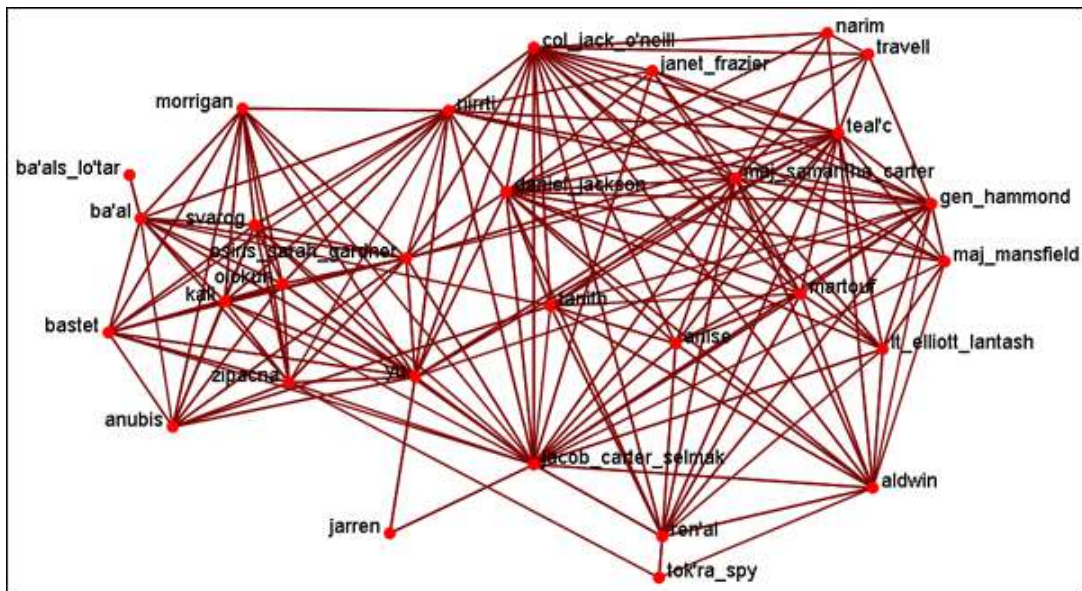 narim
col_jack_o'neill
travell
janet_frazier
morrigan
nirrti
teal'c
ba'als_lo'tar
maj_samantha_carter
daniel_jackson
gen_hammond
ba'al
svarog
osiris_sarah_gardner
maj_mansfield
olokun
kali
martouf
tanith
bastet
anise
lt_elliott_lantash
zipacna
yu
anubis
jacob_carter_selmak
aldwin
jarren
ren'al
tok'ra_spy